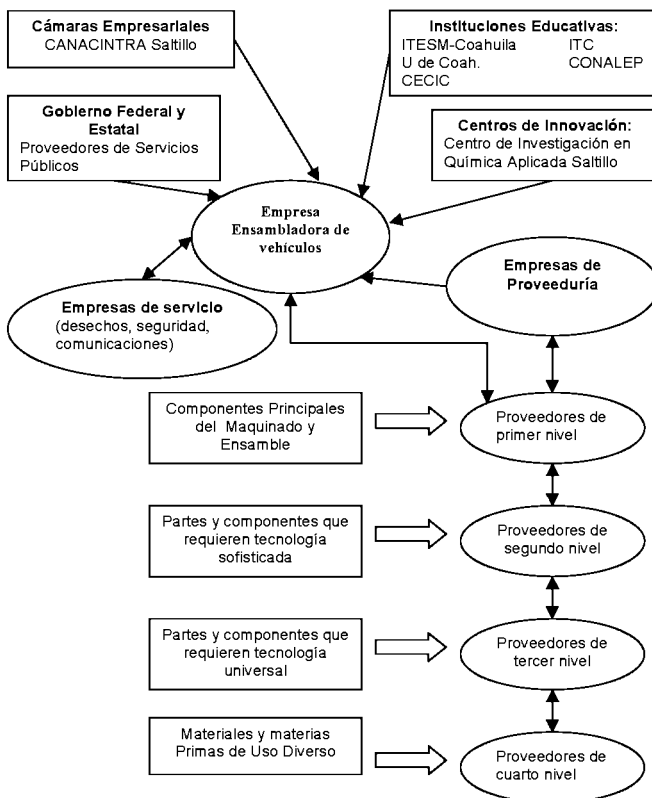 Cámaras Empresariales
CANACINTRA Saltillo
Instituciones Educativas:
ITESM-Coahuila ITC
U de Coah. CONALEP
CECIC
Gobierno Federal y
Estatal
Proveedores de Servicios
Públicos
Centros de Innovación:
Centro de Investigación en
Química Aplicada Saltillo
Empresa
Ensambladora de
vehículos
Empresas de
Proveeduría
Empresas de servicio
(desechos, seguridad,
comunicaciones)
Componentes Principales
del Maquinado y
Ensamble
Proveedores de
primer nivel
Partes y componentes que
requieren tecnología
sofisticada
Proveedores de
segundo nivel
Partes y componentes que
requieren tecnología
universal
Proveedores de
tercer nivel
Materiales y materias
Primas de Uso Diverso
Proveedores de
cuarto nivel